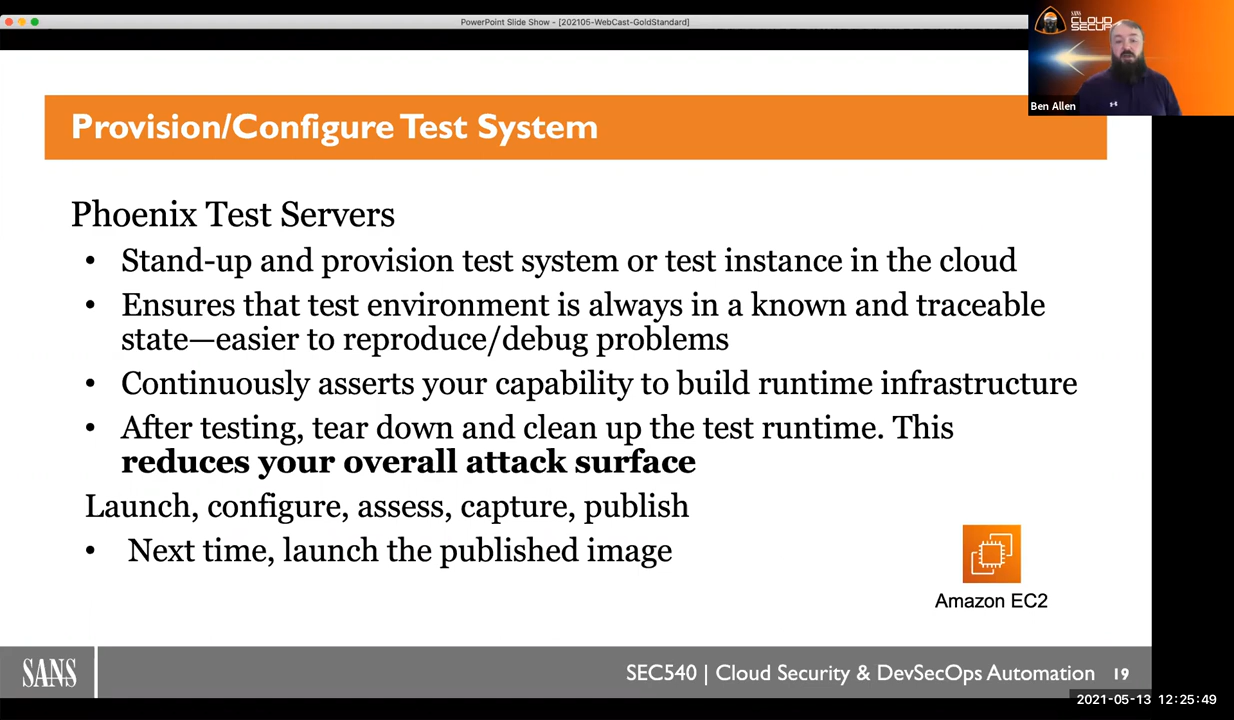 PowerPoint Slide Show - [202105-WebCast-GoldStandard]
SANS
CLOUD
Ben Allen
Provision/Configure Test System
Phoenix Test Servers
• Stand-up and provision test system or test instance in the cloud
• Ensures that test environment is always in a known and traceable
state—easier to reproduce/debug problems
• Continuously asserts your capability to build runtime infrastructure
• After testing, tear down and clean up the test runtime. This
reduces your overall attack surface
Launch, configure, assess, capture, publish
• Next time, launch the published image
Amazon EC2
SANS
SEC540 | Cloud Security & DevSecOps Automation 19
2021-05-13 12:25:49